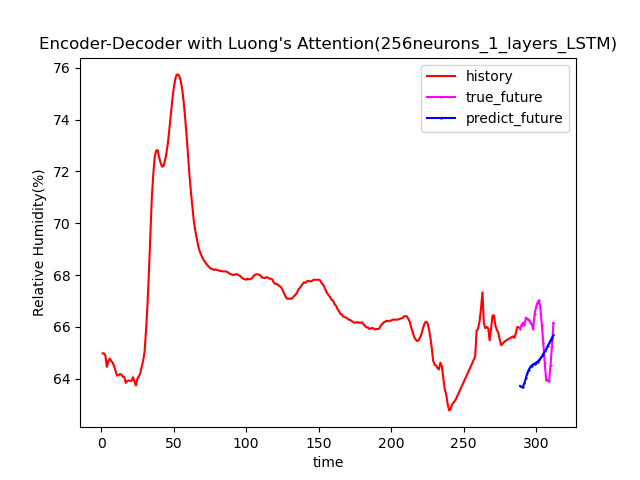 Encoder-Decoder with Luong's Attention(256neurons_1_layers_LSTM)
history
true_future
predict_future
Relative Humidity(%)
76
74
72
70
68
66
64
0 50 100 150 200 250 300
time